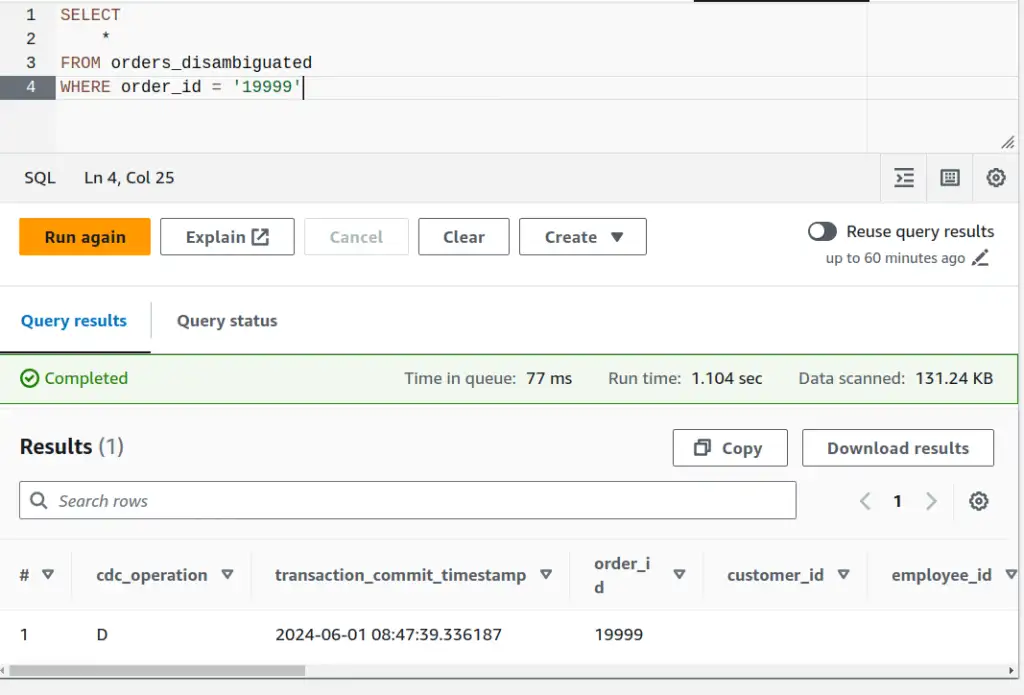 1 SELECT
2 *
3 FROM orders_disambiguated
4 WHERE order_id = '19999'
SQL Ln 4, Col 25
Run again Explain Cancel Clear Create Reuse query results
up to 60 minutes ago
Query results Query status
Completed Time in queue: 77 ms Run time: 1.104 sec Data scanned: 131.24 KB
Results (1) Copy Download results
Search rows 1
# cdc_operation transaction_commit_timestamp order_i
d customer_id employee_id
1 D 2024-06-01 08:47:39.336187 19999